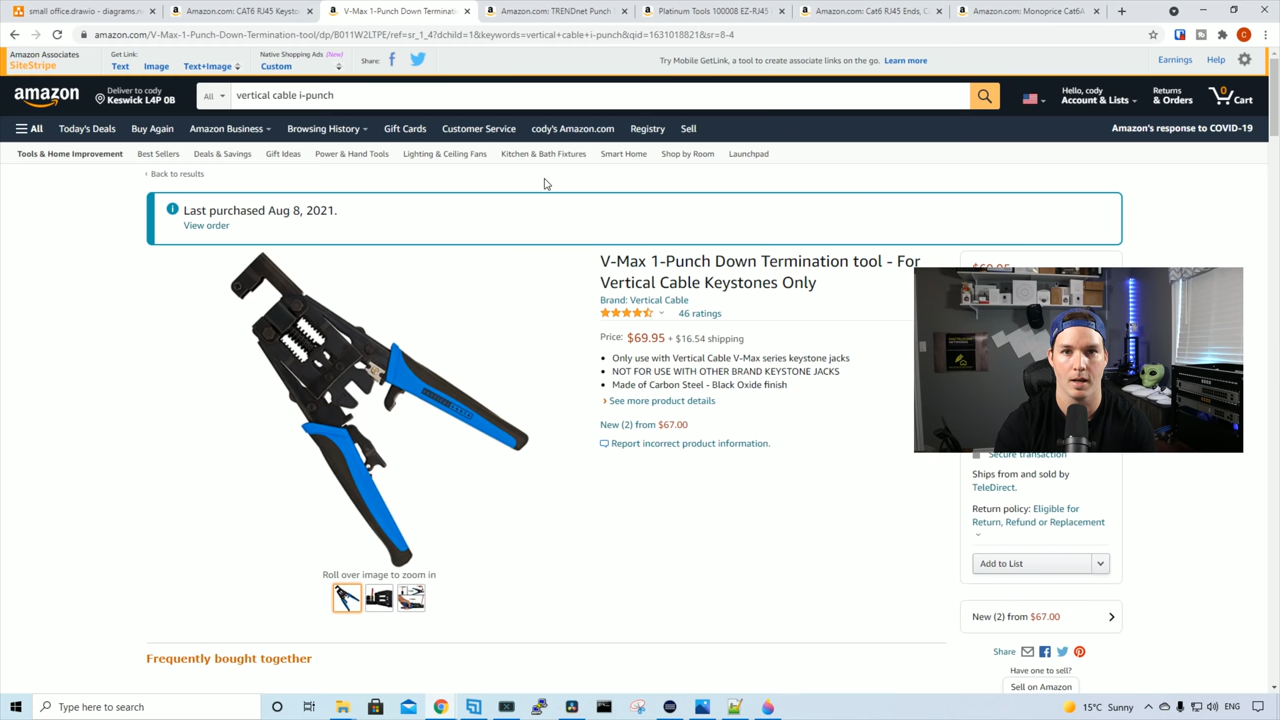 small office.drawio - diagrams.n
Amazon.com: CAT6 RJ45 Keysto
V-Max 1-Punch Down Terminatio
Amazon.com: TRENDnet Punch D
Platinum Tools 100008 EZ-RJ45
Amazon.com: Cat6 RJ45 Ends, C
Amazon.com: Monoprice Cat6A
amazon.com/V-Max-1-Punch-Down-Termination-tool/dp/B011W2LTPE/ref=sr_1_4?dchild=1&keywords=vertical+cable+i-punch&qid=1631018821&sr=8-4
Amazon Associates
SiteStripe
Get Link:
Text Image Text+Image
Native Shopping Ads (New)
Custom
Share:
Try Mobile GetLink, a tool to create associate links on the go. Learn more
Earnings Help
amazon
Deliver to cody
Keswick L4P 0B
All vertical cable i-punch
Hello, cody
Account & Lists
Returns
& Orders
0
Cart
All Today's Deals Buy Again Amazon Business Browsing History Gift Cards Customer Service cody's Amazon.com Registry Sell
Amazon's response to COVID-19
Tools & Home Improvement Best Sellers Deals & Savings Gift Ideas Power & Hand Tools Lighting & Ceiling Fans Kitchen & Bath Fixtures Smart Home Shop by Room Launchpad
‹ Back to results
Last purchased Aug 8, 2021.
View order
V-Max 1-Punch Down Termination tool - For
Vertical Cable Keystones Only
Brand: Vertical Cable
46 ratings
Price: $69.95 + $16.54 shipping
• Only use with Vertical Cable V-Max series keystone jacks
• NOT FOR USE WITH OTHER BRAND KEYSTONE JACKS
• Made of Carbon Steel - Black Oxide finish
› See more product details
New (2) from $67.00
Report incorrect product information.
Roll over image to zoom in
Frequently bought together
$69.95
Secure transaction
Ships from and sold by
TeleDirect.
Return policy: Eligible for
Return, Refund or Replacement
Add to List
New (2) from $67.00
Share
Have one to sell?
Sell on Amazon
Type here to search
15°C Sunny
ENG